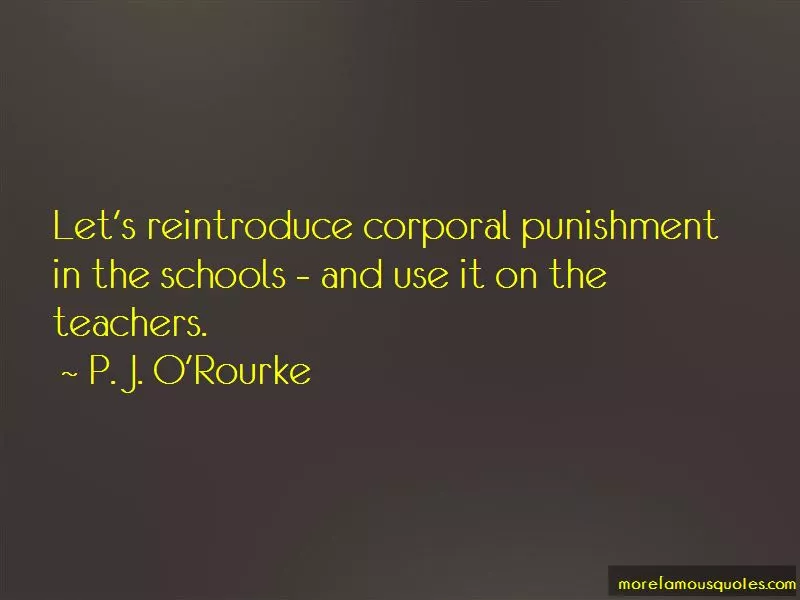 Let's reintroduce corporal punishment
in the schools - and use it on the
teachers.
~ P. J. O'Rourke
morefamousquotes.com